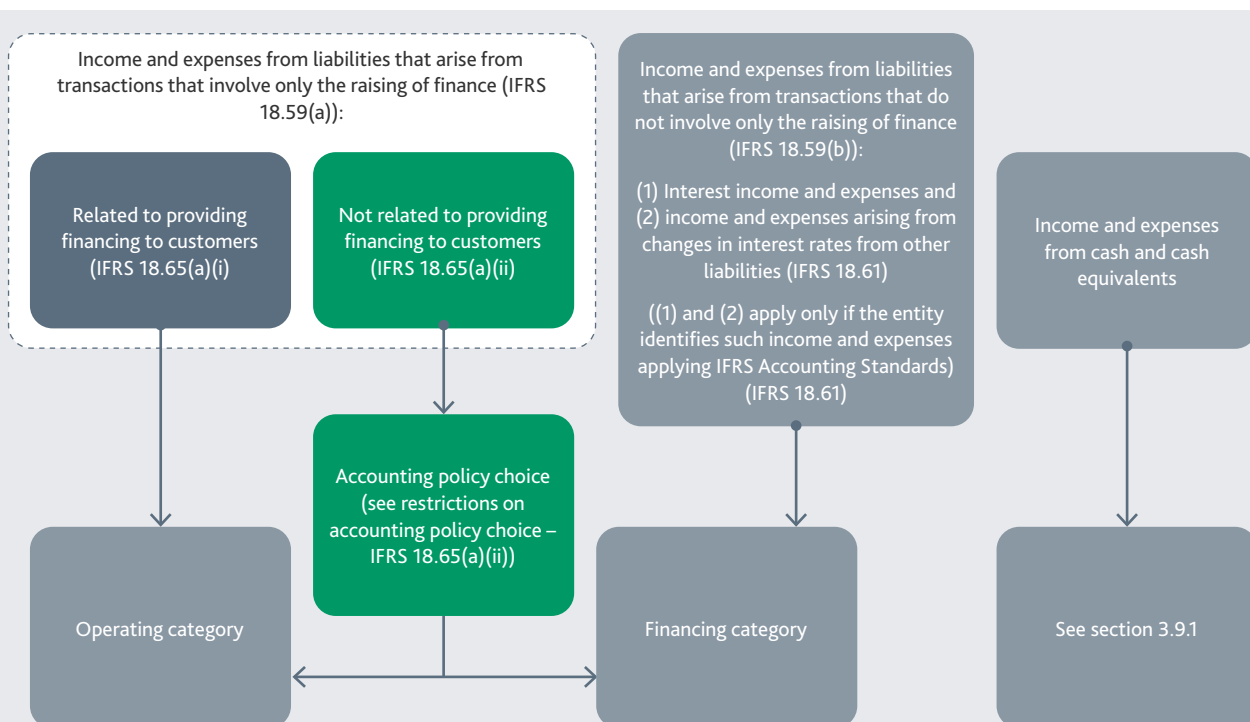 Income and expenses from liabilities that arise from
transactions that involve only the raising of finance (IFRS
18.59(a)):
Related to providing
financing to customers
(IFRS 18.65(a)(i)
Not related to providing
financing to customers
(IFRS 18.65(a)(ii)
Income and expenses from liabilities
that arise from transactions that do
not involve only the raising of finance
(IFRS 18.59(b)):
(1) Interest income and expenses and
(2) income and expenses arising from
changes in interest rates from other
liabilities (IFRS 18.61)
((1) and (2) apply only if the entity
identifies such income and expenses
applying IFRS Accounting Standards)
(IFRS 18.61)
Income and expenses
from cash and cash
equivalents
Accounting policy choice
(see restrictions on
accounting policy choice –
IFRS 18.65(a)(ii))
Operating category
Financing category
See section 3.9.1